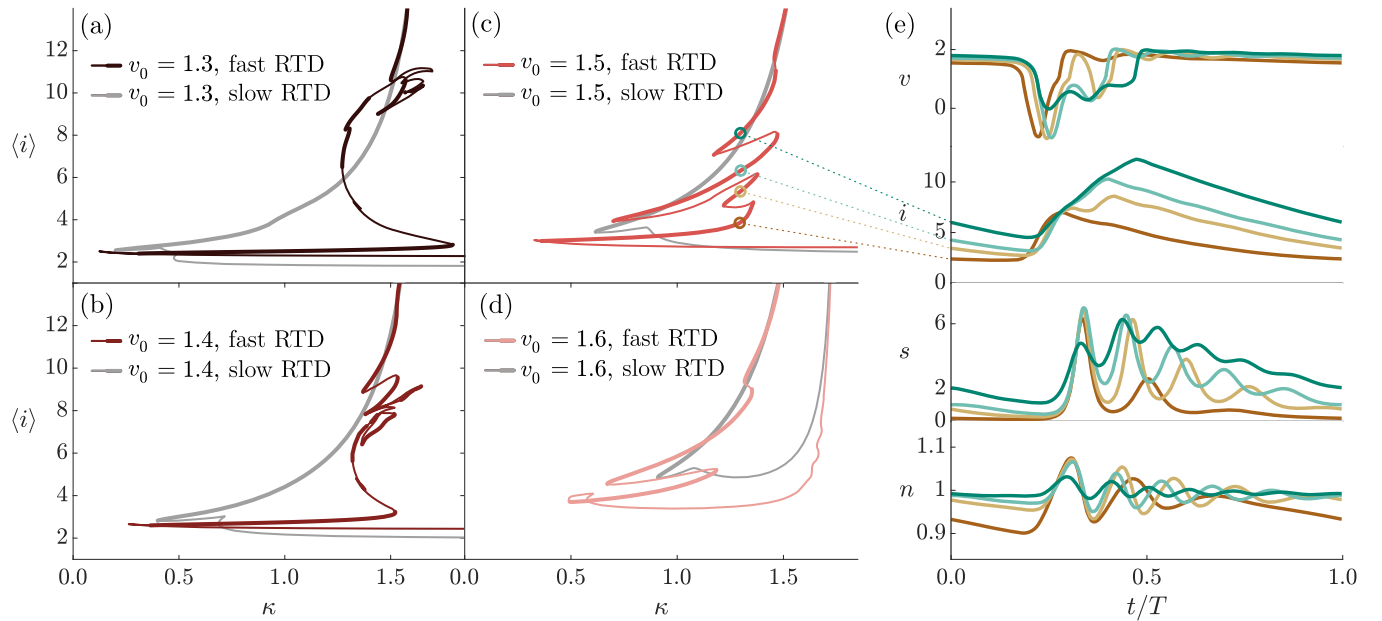 (a)
v₀ = 1.3, fast RTD
v₀ = 1.3, slow RTD
12
10
8
6
4
2
⟨i⟩
(b)
v₀ = 1.4, fast RTD
v₀ = 1.4, slow RTD
12
10
8
6
4
2
⟨i⟩
0.0
0.5
1.0
1.5
κ
(c)
v₀ = 1.5, fast RTD
v₀ = 1.5, slow RTD
(d)
v₀ = 1.6, fast RTD
v₀ = 1.6, slow RTD
0.0
0.5
1.0
1.5
κ
(e)
v
2
0
i
10
5
0
s
6
2
0
n
1.1
1
0.9
0.0
0.5
1.0
t/T